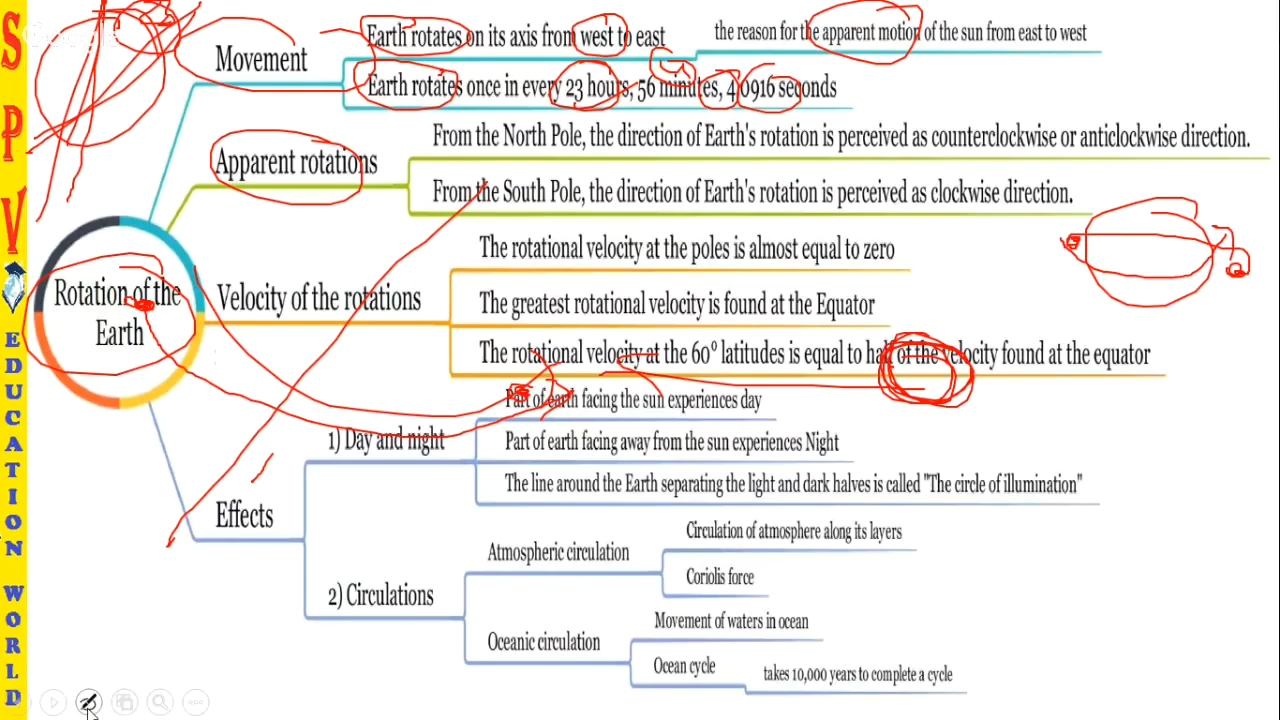 SPV EDUCATION WORLD
Google
Rotation of the
Earth
Movement
Earth rotates on its axis from west to east
the reason for the apparent motion of the sun from east to west
Earth rotates once in every 23 hours, 56 minutes, 4.0916 seconds
Apparent rotations
From the North Pole, the direction of Earth's rotation is perceived as counterclockwise or anticlockwise direction.
From the South Pole, the direction of Earth's rotation is perceived as clockwise direction.
Velocity of the rotations
The rotational velocity at the poles is almost equal to zero
The greatest rotational velocity is found at the Equator
The rotational velocity at the 60° latitudes is equal to half of the velocity found at the equator
Effects
1) Day and night
Part of earth facing the sun experiences day
Part of earth facing away from the sun experiences Night
The line around the Earth separating the light and dark halves is called "The circle of illumination"
2) Circulations
Atmospheric circulation
Circulation of atmosphere along its layers
Coriolis force
Oceanic circulation
Movement of waters in ocean
Ocean cycle
takes 10,000 years to complete a cycle